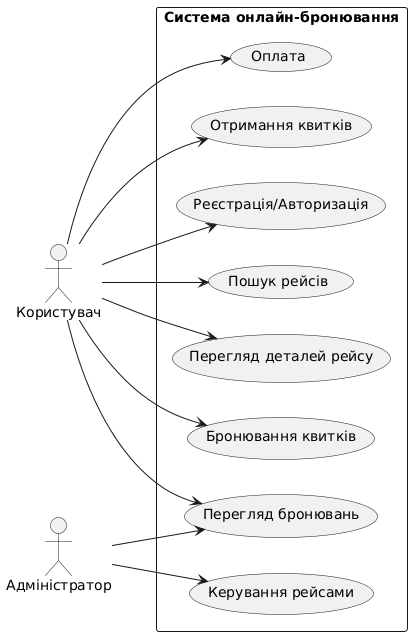 Система онлайн-бронювання
Оплата
Отримання квитків
Реєстрація/Авторизація
Пошук рейсів
Користувач
Перегляд деталей рейсу
Бронювання квитків
Перегляд бронювань
Адміністратор
Керування рейсами